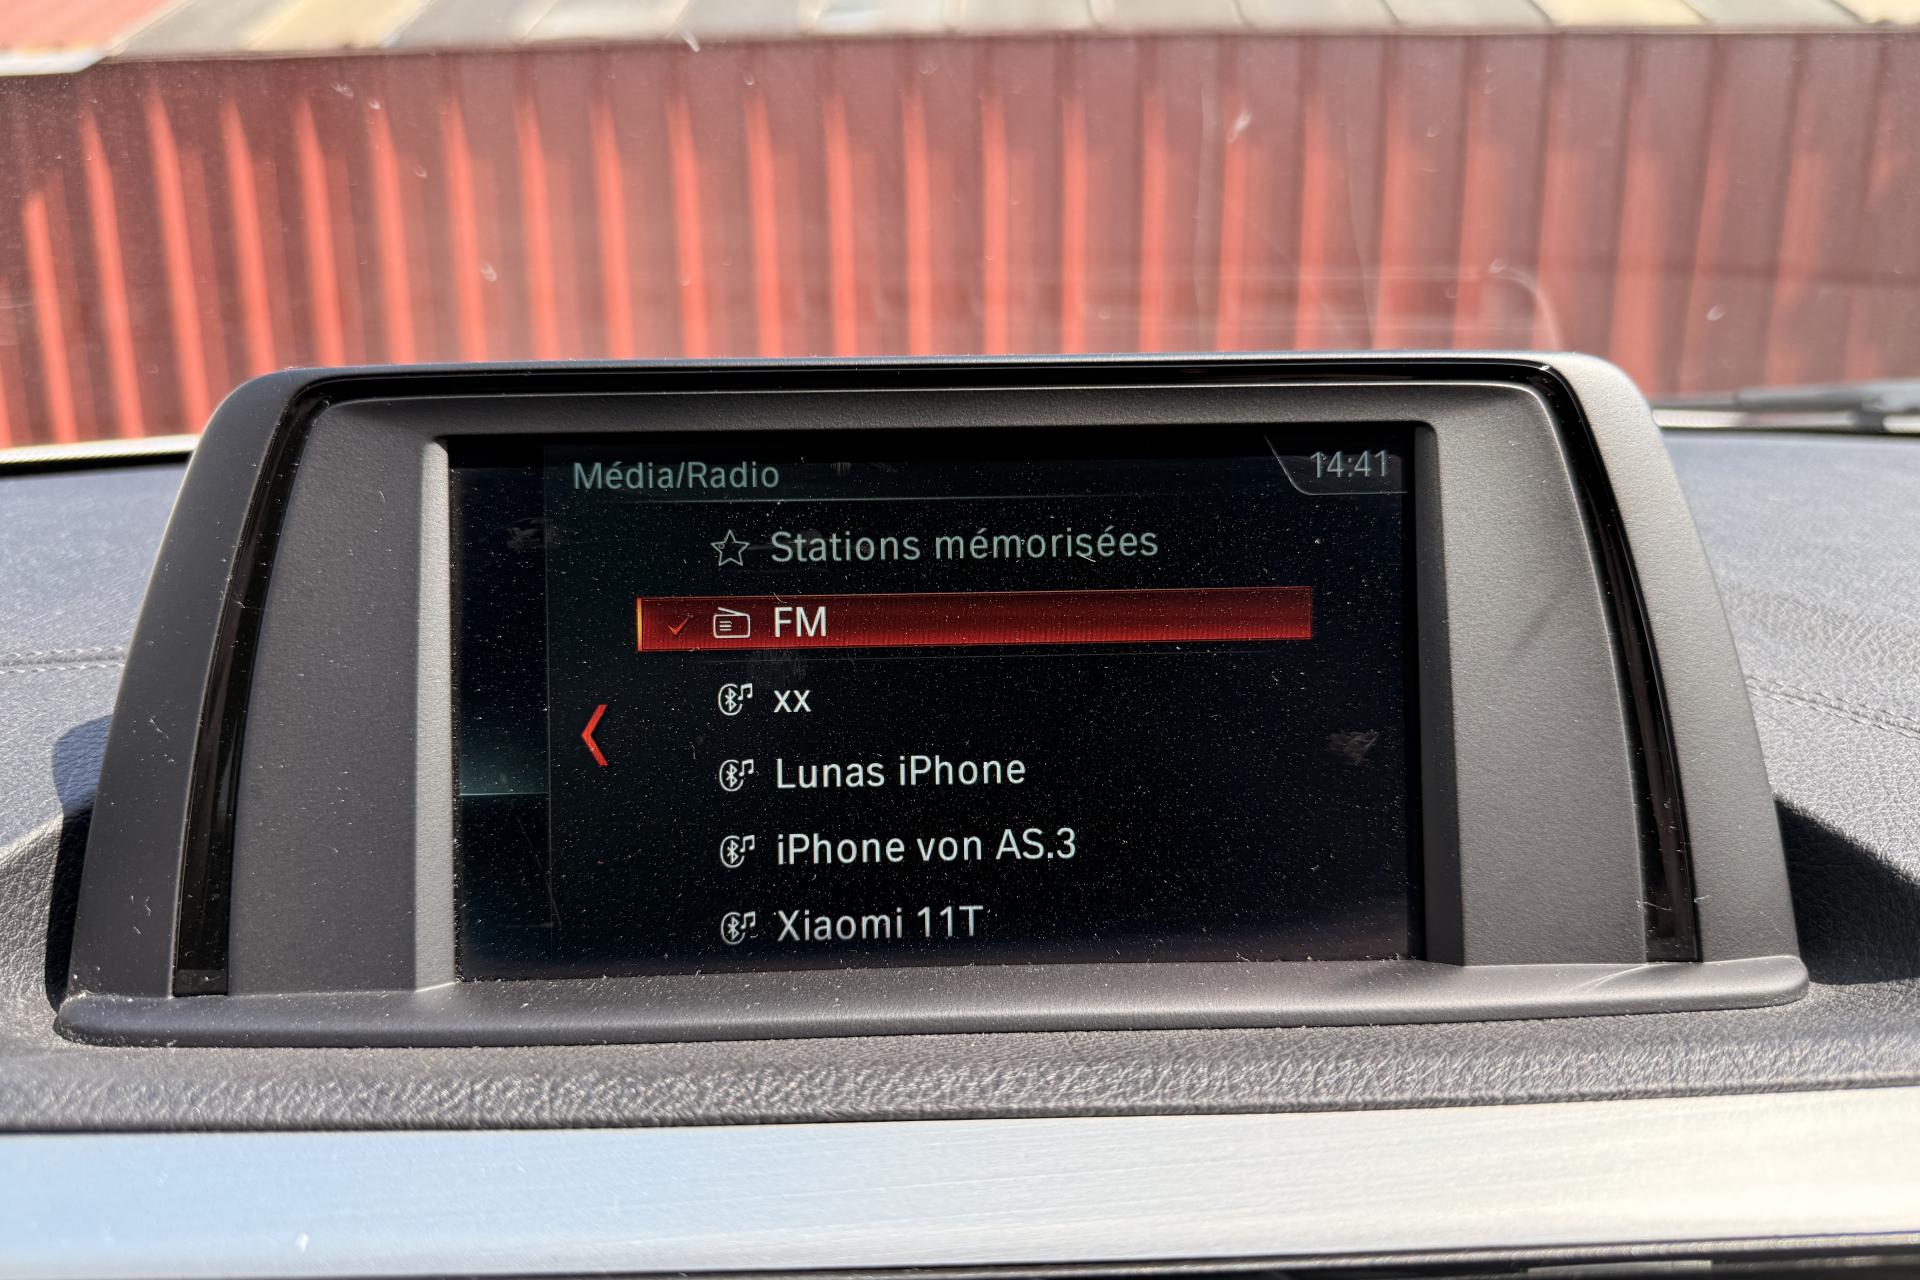 Média/Radio
14:41
Stations mémorisées
FM
xx
Lunas iPhone
iPhone von AS.3
Xiaomi 11T